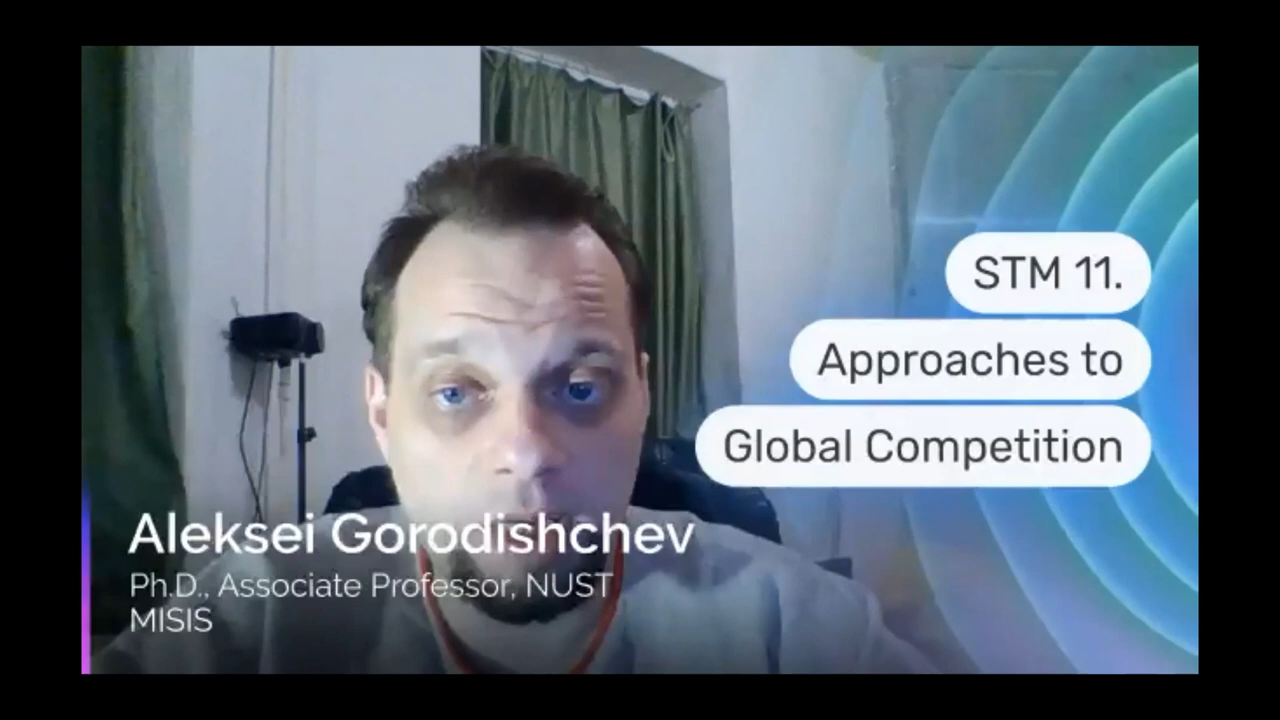 STM 11.
Approaches to
Global Competition
Aleksei Gorodishchev
Ph.D., Associate Professor, NUST
MISIS